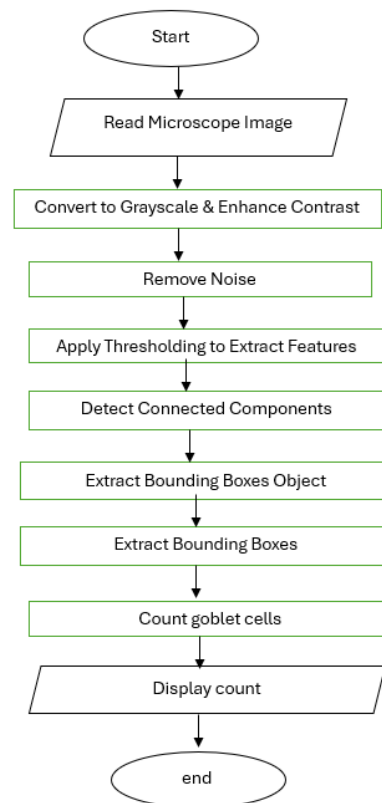 Start
Read Microscope Image
Convert to Grayscale & Enhance Contrast
Remove Noise
Apply Thresholding to Extract Features
Detect Connected Components
Extract Bounding Boxes Object
Extract Bounding Boxes
Count goblet cells
Display count
end